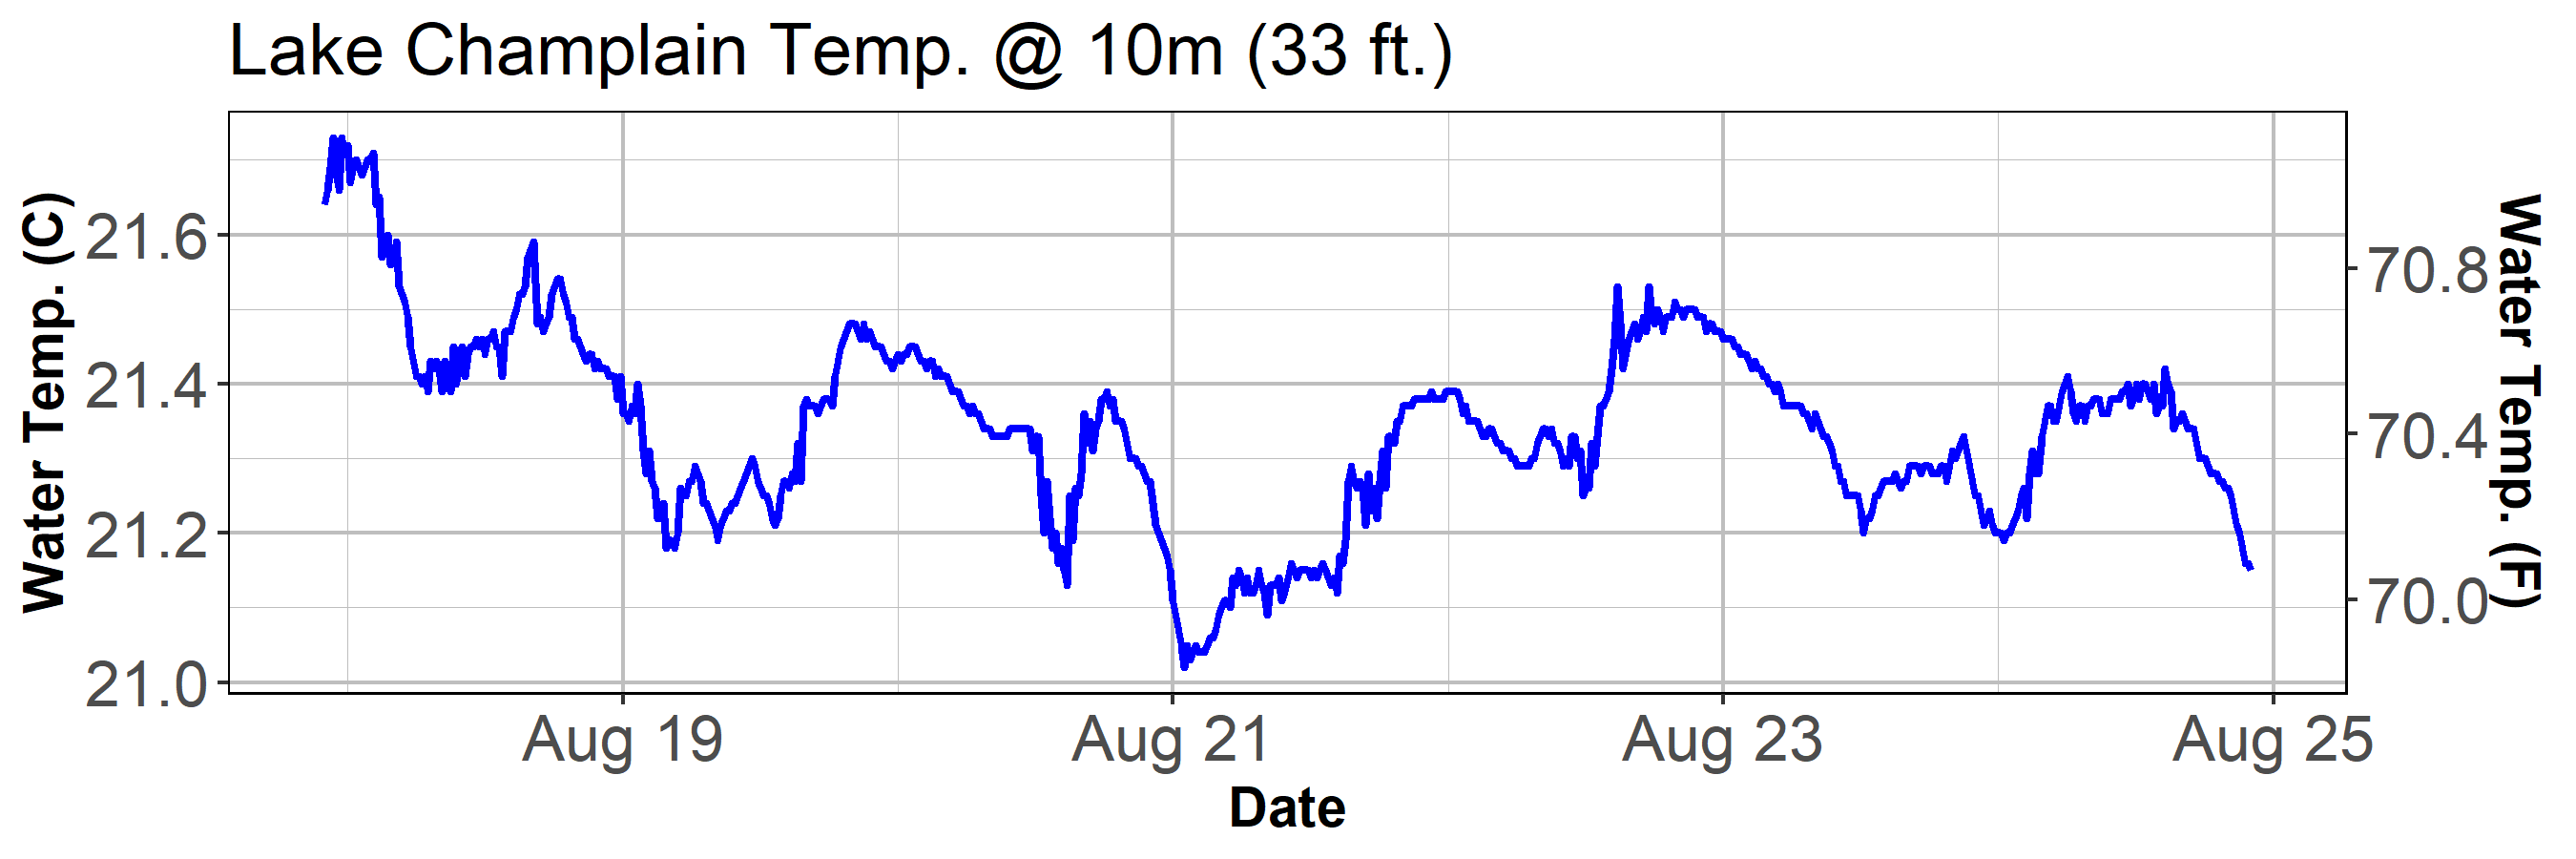 Lake Champlain Temp. @ 10m (33 ft.)
Water Temp. (C)
21.6
21.4
21.2
21.0
70.8
70.4
70.0
Water Temp. (F)
Aug 19 Aug 21 Aug 23 Aug 25
Date